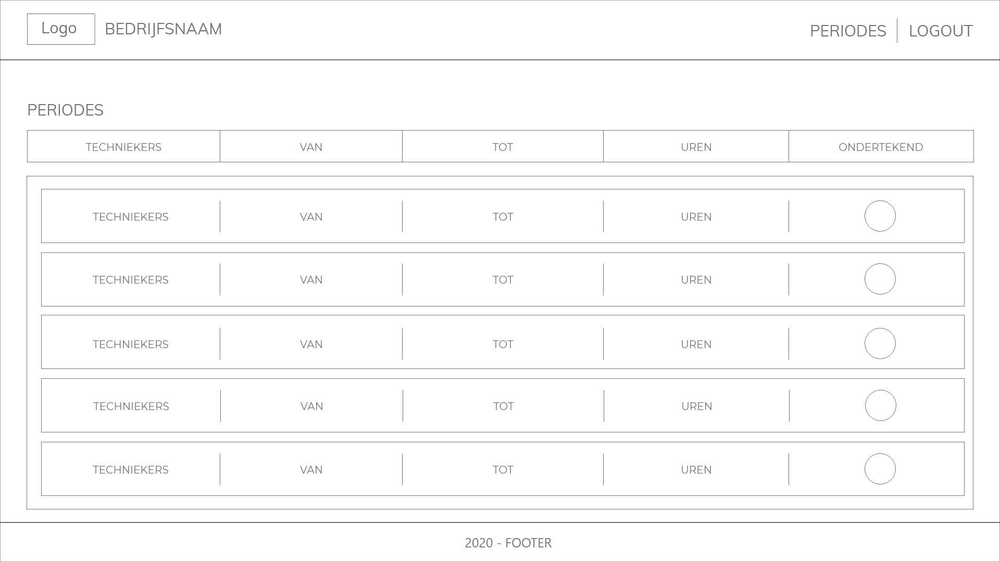 Logo BEDRIJFSNAAM PERIODES LOGOUT
PERIODES
TECHNIEKERS VAN TOT UREN ONDERTEKEND
TECHNIEKERS VAN TOT UREN
TECHNIEKERS VAN TOT UREN
TECHNIEKERS VAN TOT UREN
TECHNIEKERS VAN TOT UREN
TECHNIEKERS VAN TOT UREN
2020 - FOOTER